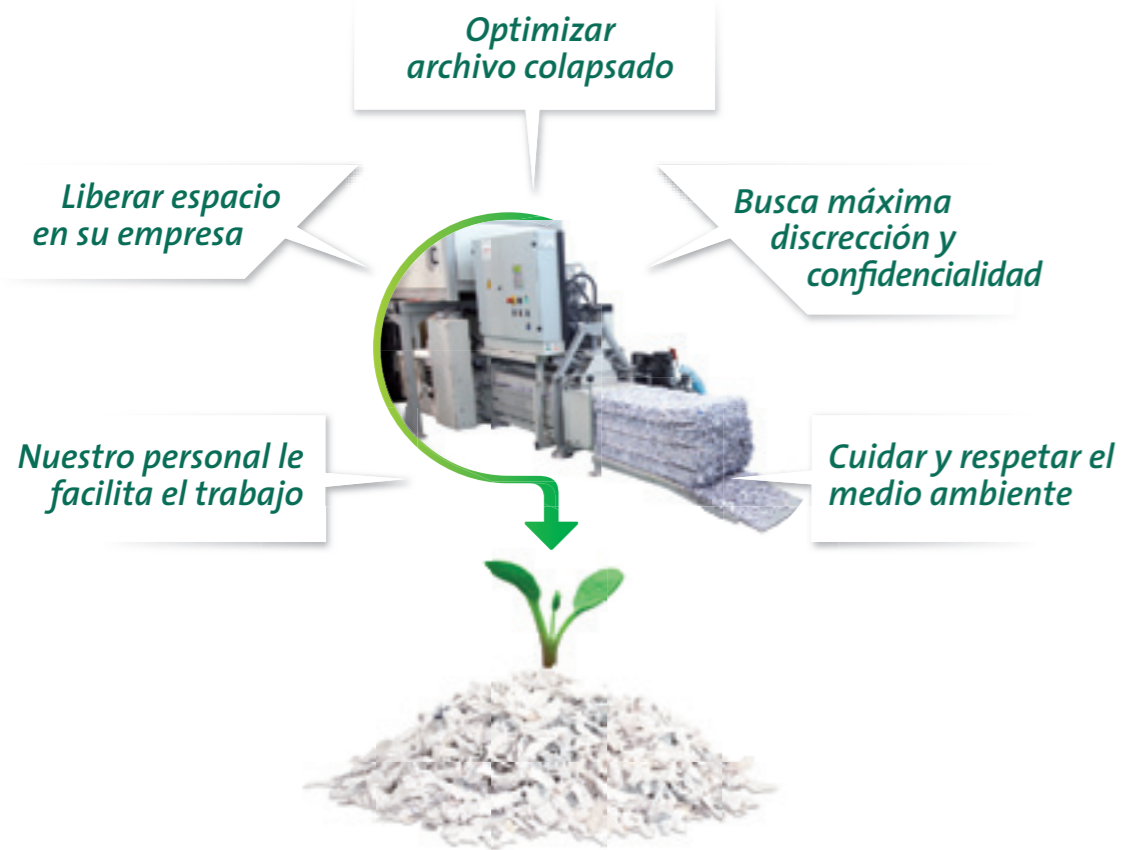 Optimizar
archivo colapsado
Liberar espacio
en su empresa
Busca máxima
discrección y
confidencialidad
Nuestro personal le
facilita el trabajo
Cuidar y respetar el
medio ambiente